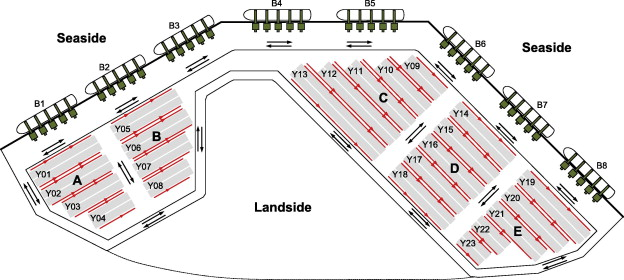 B4
B5
B3
Seaside
Seaside
B6
B2
B7
B1
B8
Y13
Y12
Y11
Y10
Y09
C
Y05
B
Y06
Y07
Y08
Y01
A
Y02
Y03
Y04
Y14
Y15
Y16
Y17
D
Y18
Landside
Y19
Y20
Y21
Y22
E
Y23